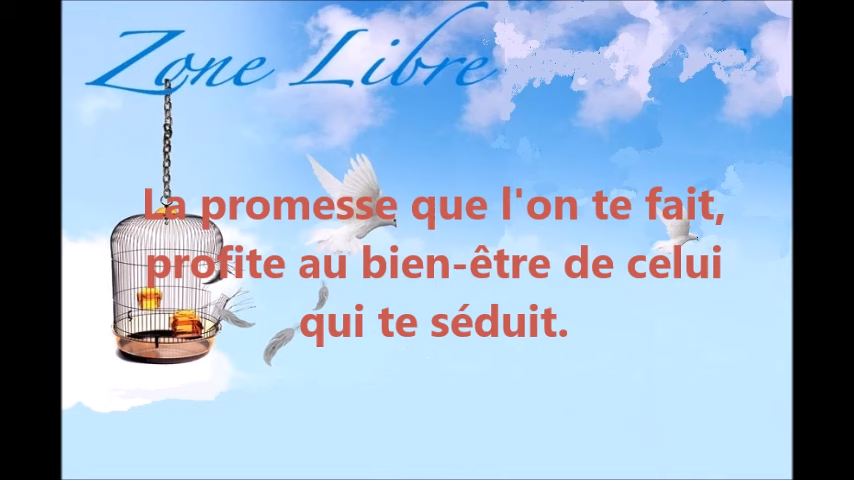 Zone Libre
La promesse que l'on te fait,
profite au bien-être de celui
qui te séduit.